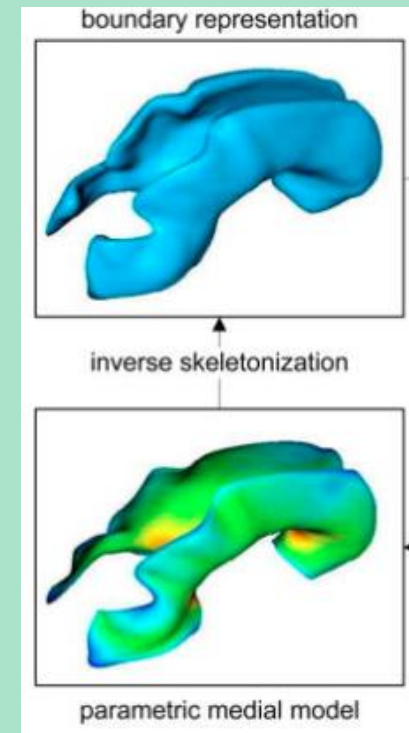 boundary representation
inverse skeletonization
parametric medial model